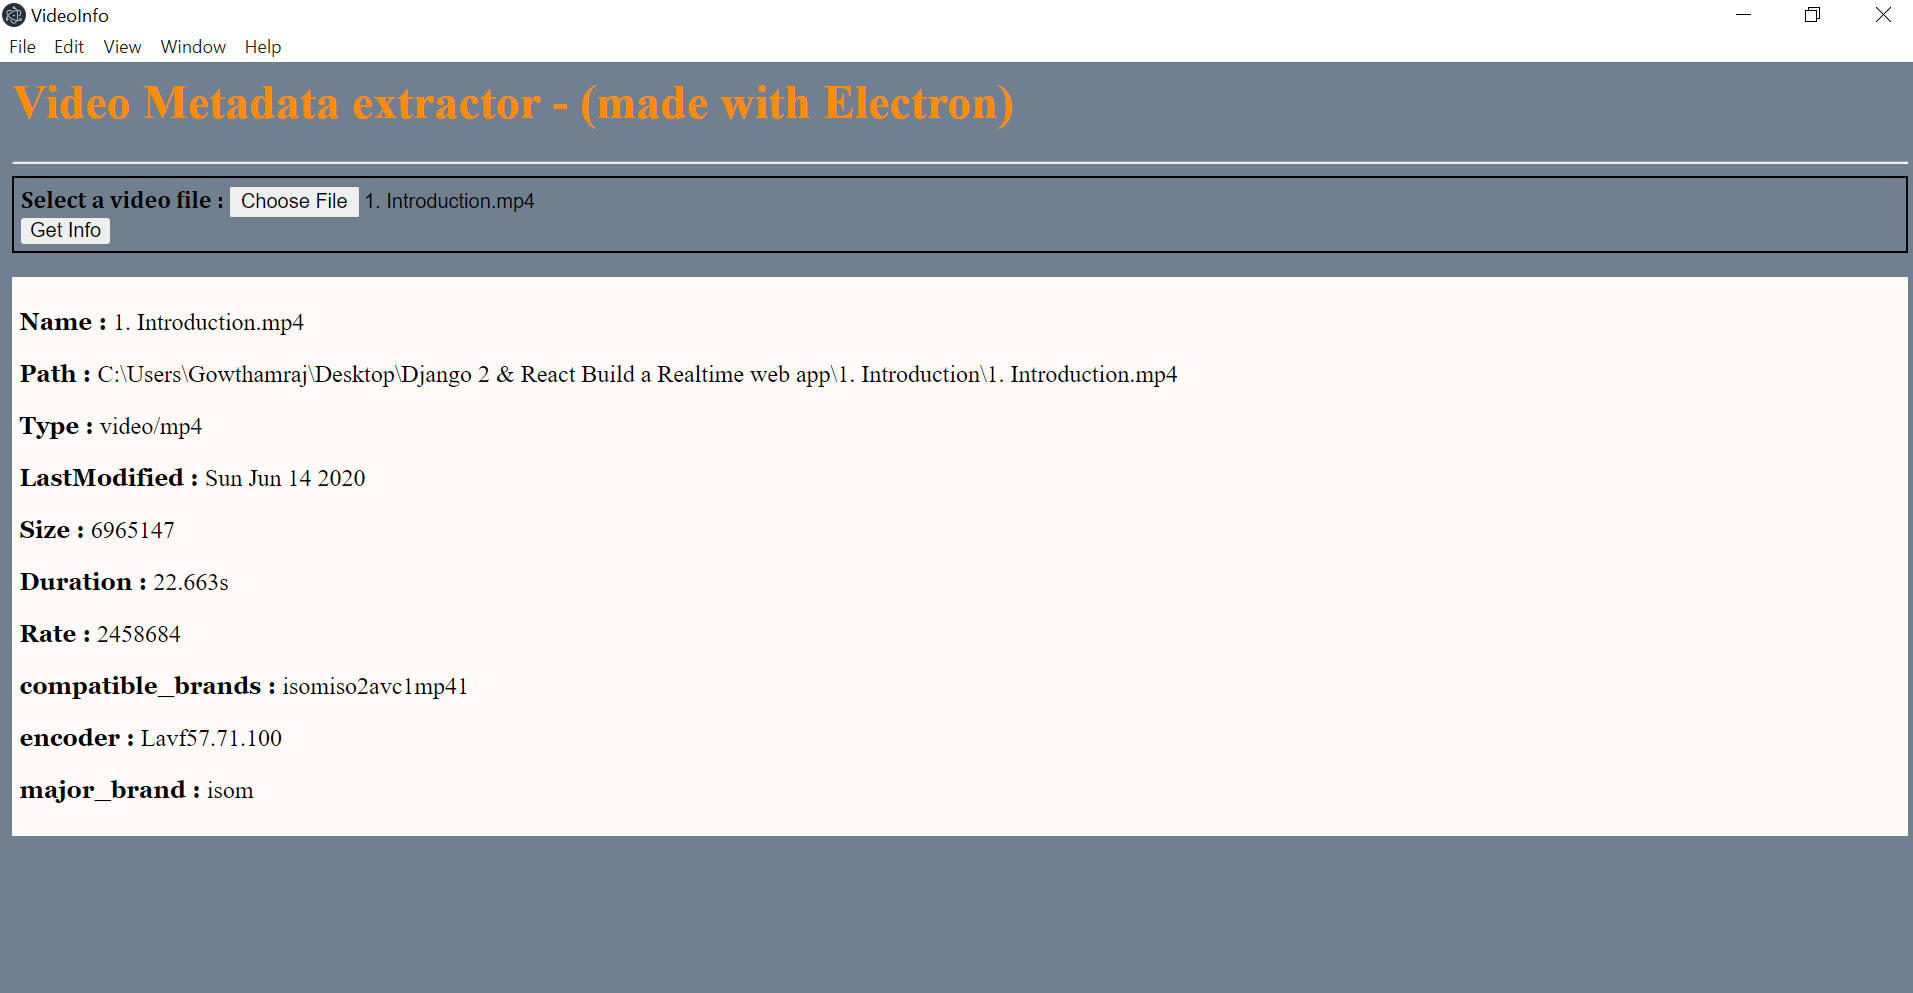 VideoInfo
File Edit View Window Help
Video Metadata extractor - (made with Electron)
Select a video file : Choose File 1. Introduction.mp4
Get Info
Name : 1. Introduction.mp4
Path : C:\Users\Gowthamraj\Desktop\Django 2 & React Build a Realtime web app\1. Introduction\1. Introduction.mp4
Type : video/mp4
LastModified : Sun Jun 14 2020
Size : 6965147
Duration : 22.663s
Rate : 2458684
compatible_brands : isomiso2avc1mp41
encoder : Lavf57.71.100
major_brand : isom